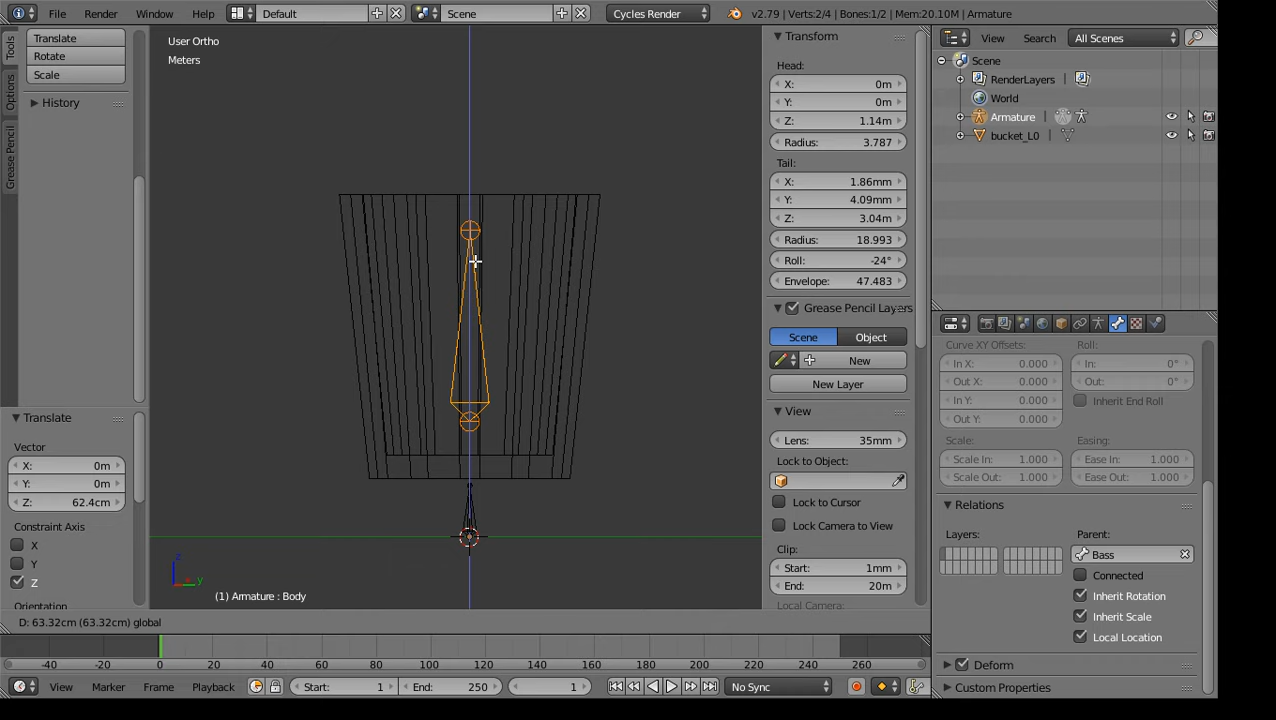 File Render Window Help Default Scene Cycles Render v2.79 | Verts:2/4 | Bones:1/2 | Mem:20.10M | Armature
Tools
Options
Grease Pencil
Translate
Rotate
Scale
History
Translate
Vector
X: 0m
Y: 0m
Z: 62.4cm
Constraint Axis
X
Y
Z
Orientation
User Ortho
Meters
z
y
(1) Armature : Body
D: 63.32cm (63.32cm) global
Transform
Head:
X: 0m
Y: 0m
Z: 1.14m
Radius: 3.787
Tail:
X: 1.86mm
Y: 4.09mm
Z: 3.04m
Radius: 18.993
Roll: -24°
Envelope: 47.483
Grease Pencil Layers
Scene Object
New
New Layer
View
Lens: 35mm
Lock to Object:
Lock to Cursor
Lock Camera to View
Clip:
Start: 1mm
End: 20m
Local Camera:
View Search All Scenes
Scene
RenderLayers
World
Armature
bucket_L0
Curve XY Offsets: Roll:
In X: 0.000 In: 0°
Out X: 0.000 Out: 0°
In Y: 0.000 Inherit End Roll
Out Y: 0.000
Scale: Easing:
Scale In: 1.000 Ease In: 1.000
Scale Out: 1.000 Ease Out: 1.000
Relations
Layers: Parent:
Bass
Connected
Inherit Rotation
Inherit Scale
Local Location
Deform
Custom Properties
-40 -20 0 20 40 60 80 100 120 140 160 180 200 220 240 260
View Marker Frame Playback Start: 1 End: 250 1 No Sync